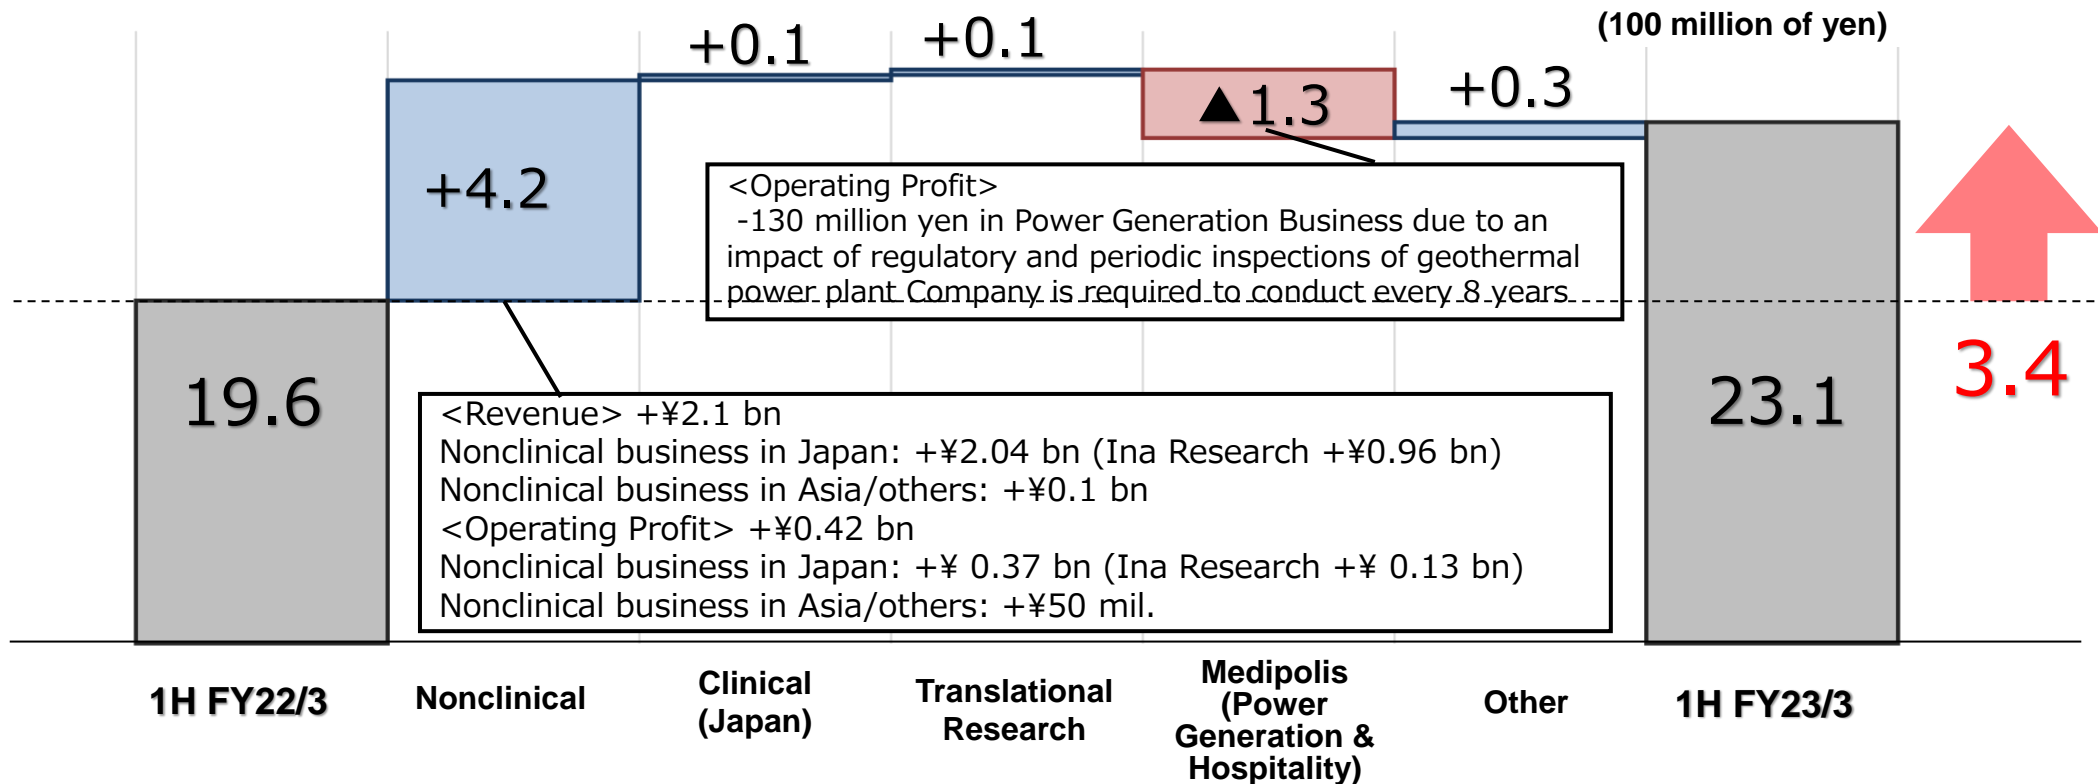 (100 million of yen)
+0.1
+0.1
▲1.3
+0.3
+4.2
<Operating Profit>
-130 million yen in Power Generation Business due to an
impact of regulatory and periodic inspections of geothermal
power plant Company is required to conduct every 8 years
19.6
23.1
3.4
<Revenue> +¥2.1 bn
Nonclinical business in Japan: +¥2.04 bn (Ina Research +¥0.96 bn)
Nonclinical business in Asia/others: +¥0.1 bn
<Operating Profit> +¥0.42 bn
Nonclinical business in Japan: +¥ 0.37 bn (Ina Research +¥ 0.13 bn)
Nonclinical business in Asia/others: +¥50 mil.
1H FY22/3
Nonclinical
Clinical
(Japan)
Translational
Research
Medipolis
(Power
Generation &
Hospitality)
Other
1H FY23/3